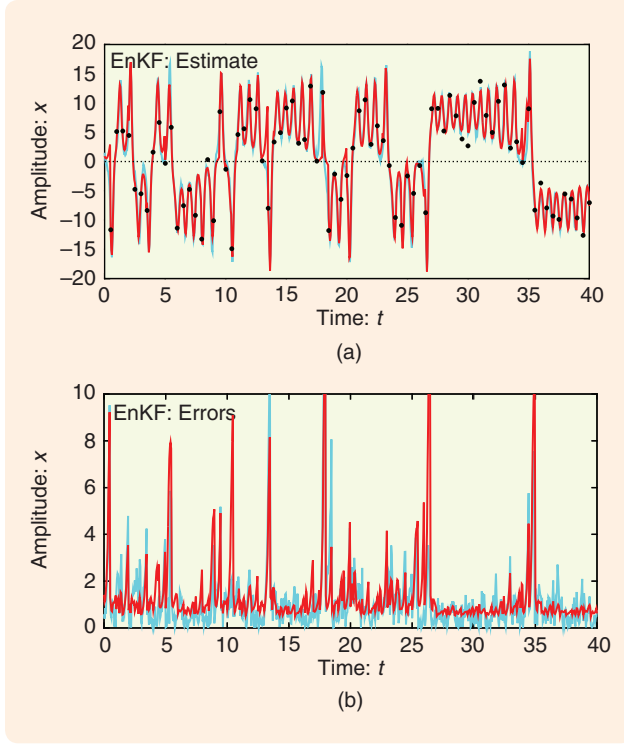 20
15
10
5
0
−5
−10
−15
−20
EnKF: Estimate
Amplitude: x
0 5 10 15 20 25 30 35 40
Time: t
(a)
10
8
6
4
2
0
EnKF: Errors
Amplitude: x
0 5 10 15 20 25 30 35 40
Time: t
(b)